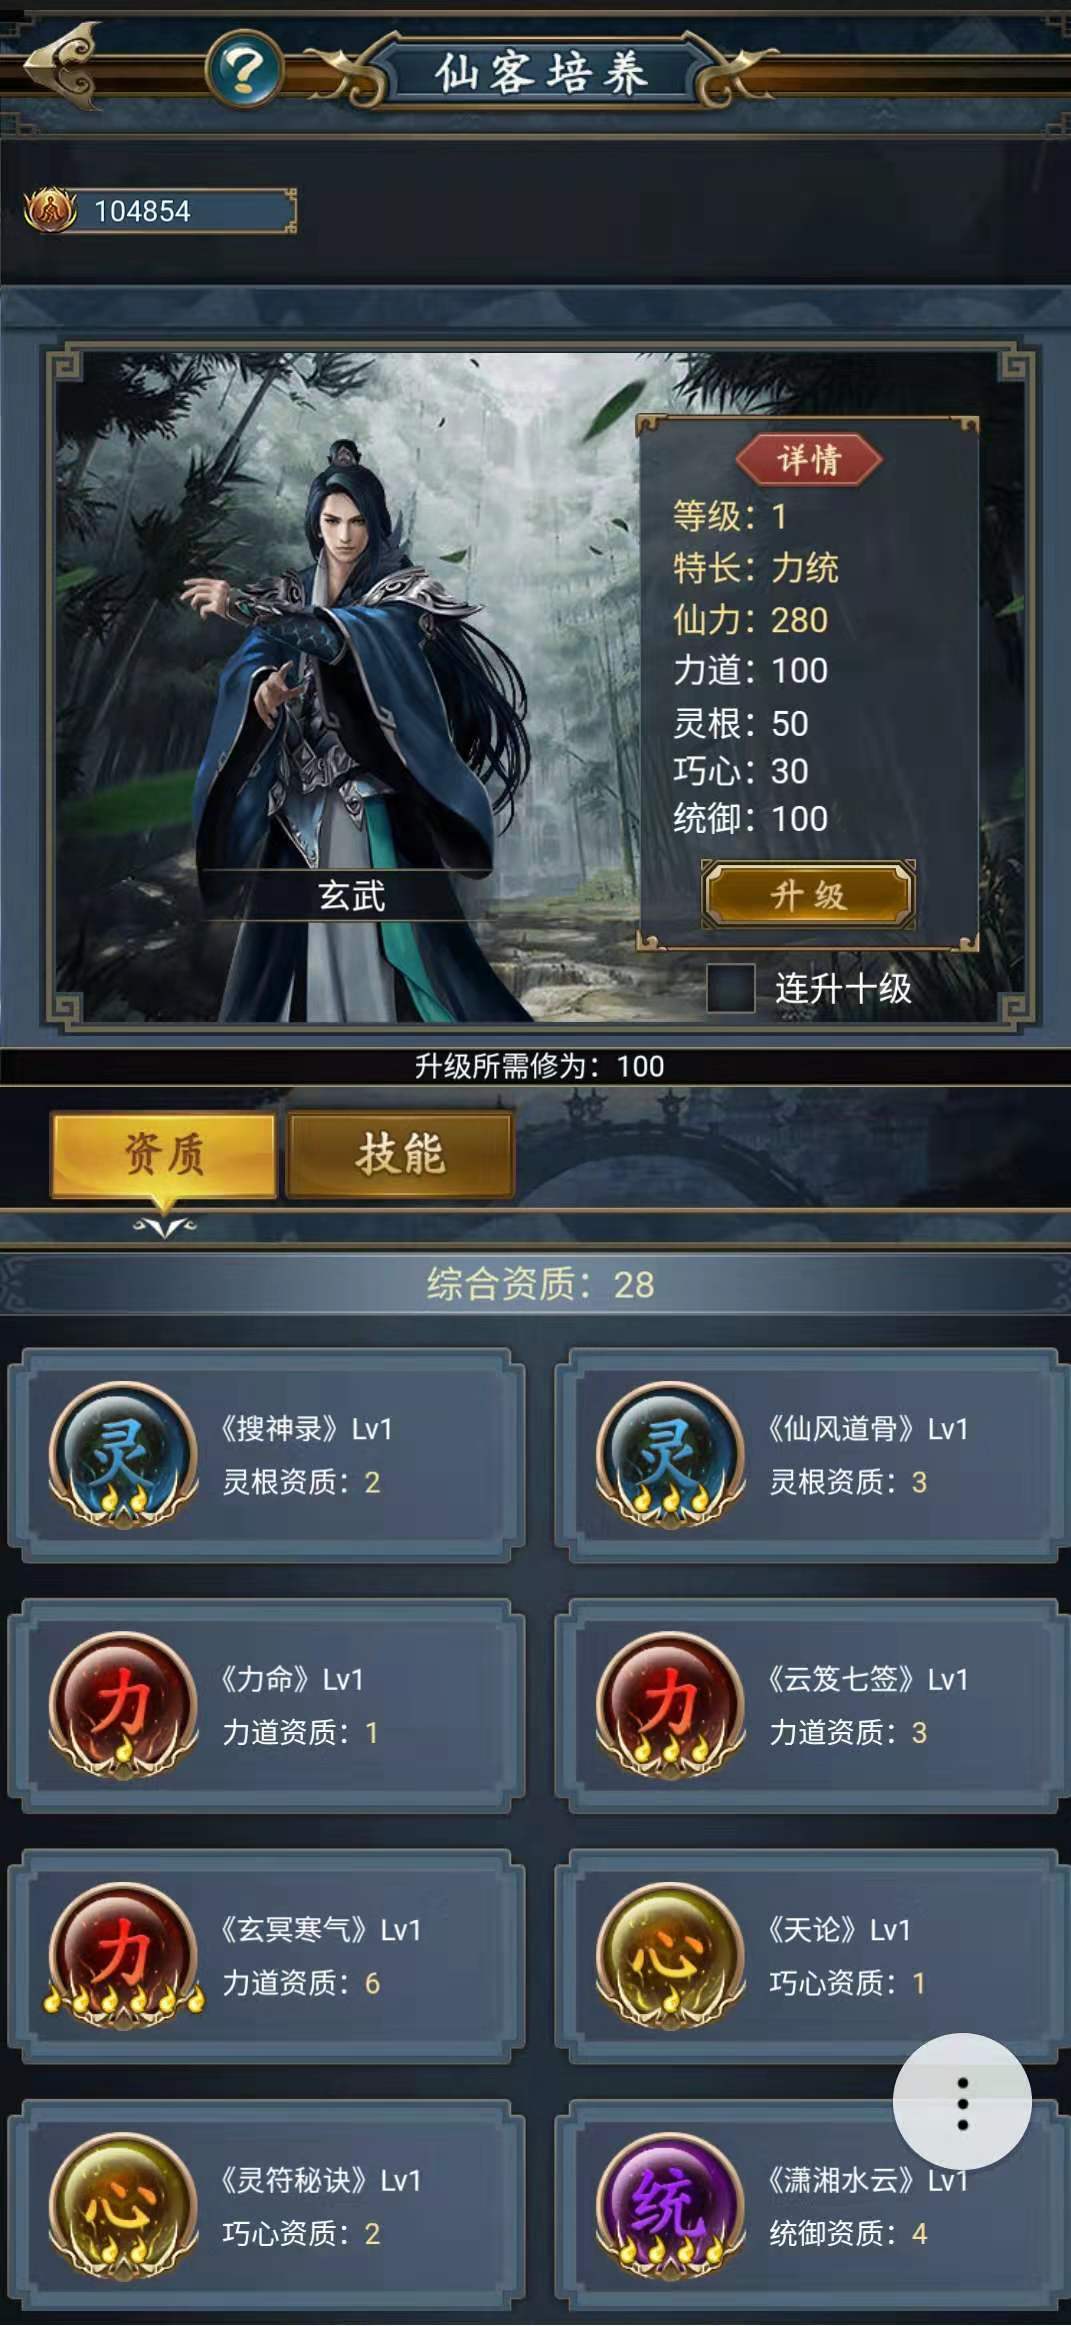 ?
仙客培养
104854
详情
等级：1
特长：力统
仙力：280
力道：100
灵根：50
巧心：30
统御：100
升级
玄武
连升十级
升级所需修为：100
资质
技能
综合资质：28
灵
《搜神录》Lv1
灵根资质：2
灵
《仙风道骨》Lv1
灵根资质：3
力
《力命》Lv1
力道资质：1
力
《云笈七签》Lv1
力道资质：3
力
《玄冥寒气》Lv1
力道资质：6
心
《天论》Lv1
巧心资质：1
心
《灵符秘诀》Lv1
巧心资质：2
统
《潇湘水云》Lv1
统御资质：4